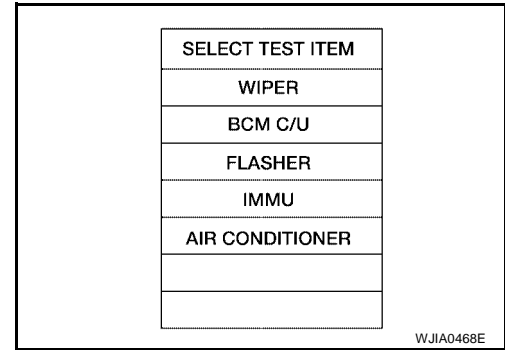 SELECT TEST ITEM
WIPER
BCM C/U
FLASHER
IMMU
AIR CONDITIONER
WJIA0468E